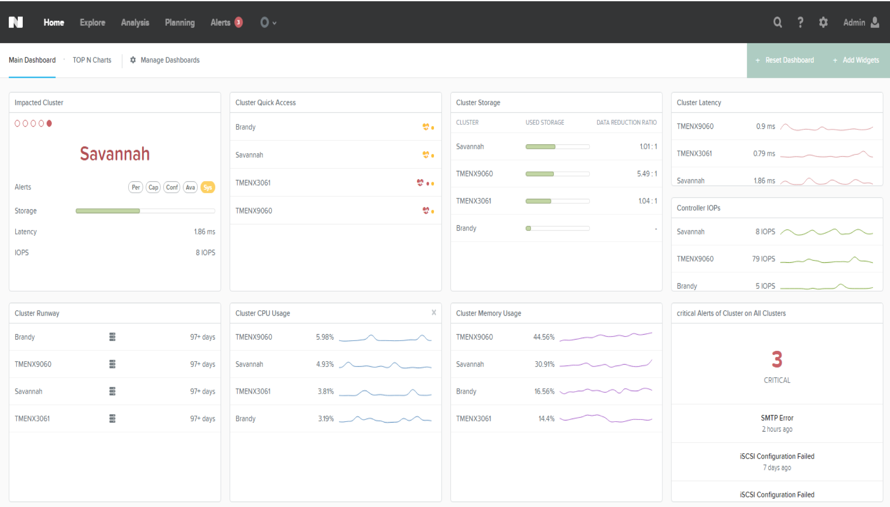 N Home Explore Analysis Planning Alerts 3 Admin
Main Dashboard TOP N Charts Manage Dashboards + Reset Dashboard + Add Widgets
Impacted Cluster
Savannah
Alerts Per Cap Conf Ava Sys
Storage
Latency 1.86 ms
IOPS 8 IOPS
Cluster Quick Access
Brandy
Savannah
TMENX3061
TMENX9060
Cluster Storage
CLUSTER USED STORAGE DATA REDUCTION RATIO
Savannah 1.01 : 1
TMENX9060 5.49 : 1
TMENX3061 1.04 : 1
Brandy -
Cluster Latency
TMENX9060 0.9 ms
TMENX3061 0.79 ms
Savannah 1.86 ms
Controller IOPs
Savannah 8 IOPS
TMENX9060 79 IOPS
Brandy 5 IOPS
Cluster Runway
Brandy 97+ days
TMENX9060 97+ days
Savannah 97+ days
TMENX3061 97+ days
Cluster CPU Usage X
TMENX9060 5.98%
Savannah 4.93%
TMENX3061 3.81%
Brandy 3.19%
Cluster Memory Usage
TMENX9060 44.56%
Savannah 30.91%
Brandy 16.56%
TMENX3061 14.4%
critical Alerts of Cluster on All Clusters
3
CRITICAL
SMTP Error
2 hours ago
iSCSI Configuration Failed
7 days ago
iSCSI Configuration Failed